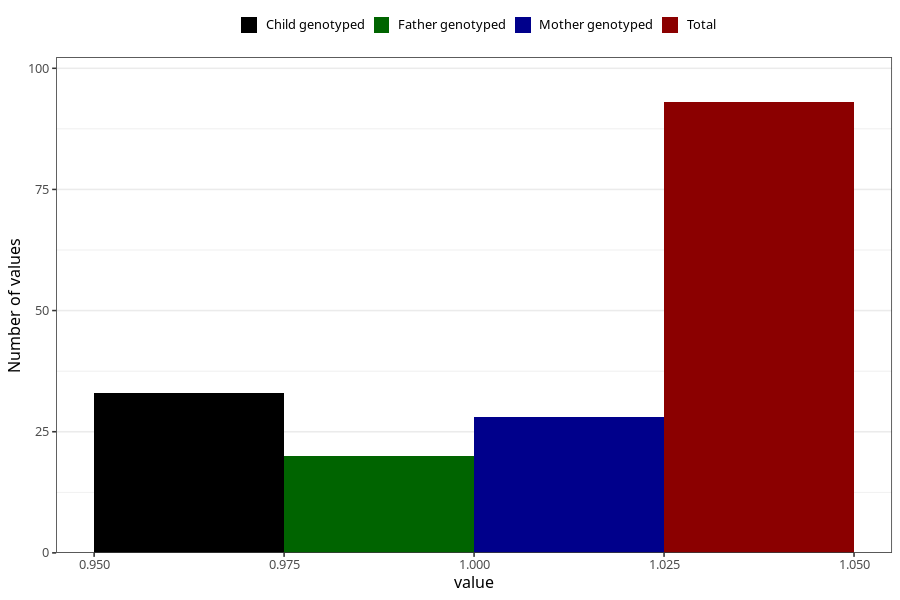 Child genotyped Father genotyped Mother genotyped Total
100
75
50
25
0
Number of values
0.950 0.975 1.000 1.025 1.050
value